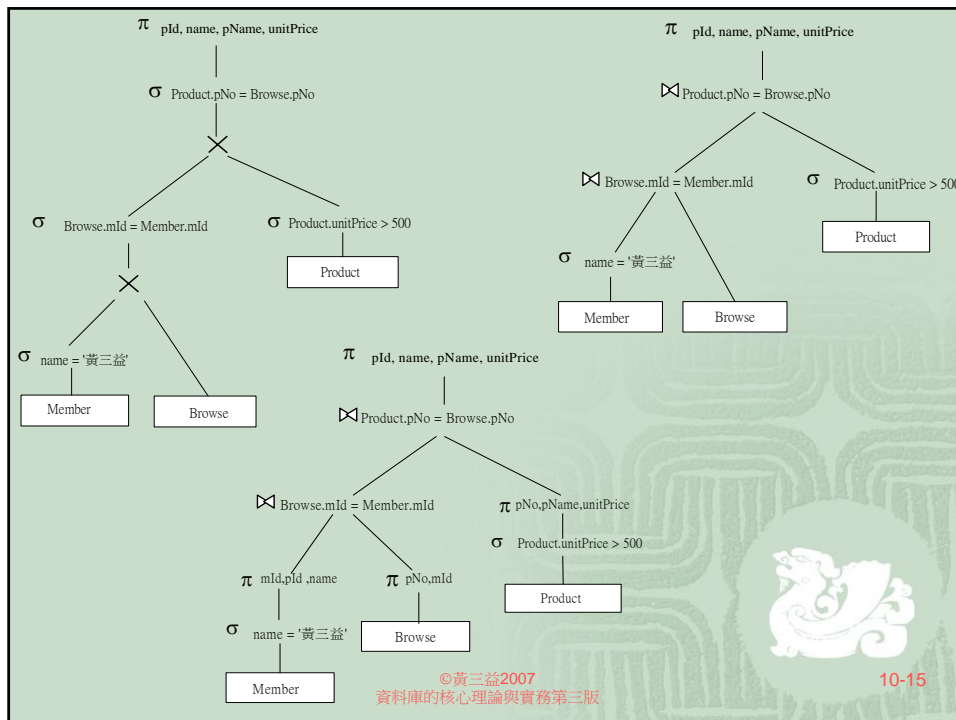 π pId, name, pName, unitPrice
σ Product.pNo = Browse.pNo
×
σ Browse.mId = Member.mId
σ Product.unitPrice > 500
Product
×
σ name = '黃三益'
Member
Browse
π pId, name, pName, unitPrice
⋈ Product.pNo = Browse.pNo
⋈ Browse.mId = Member.mId
σ Product.unitPrice > 500
Product
σ name = '黃三益'
Member
Browse
π pId, name, pName, unitPrice
⋈ Product.pNo = Browse.pNo
⋈ Browse.mId = Member.mId
π pNo,pName,unitPrice
σ Product.unitPrice > 500
Product
π mId,pId ,name
π pNo,mId
σ name = '黃三益'
Browse
Member
©黃三益2007
資料庫的核心理論與實務第三版
10-15